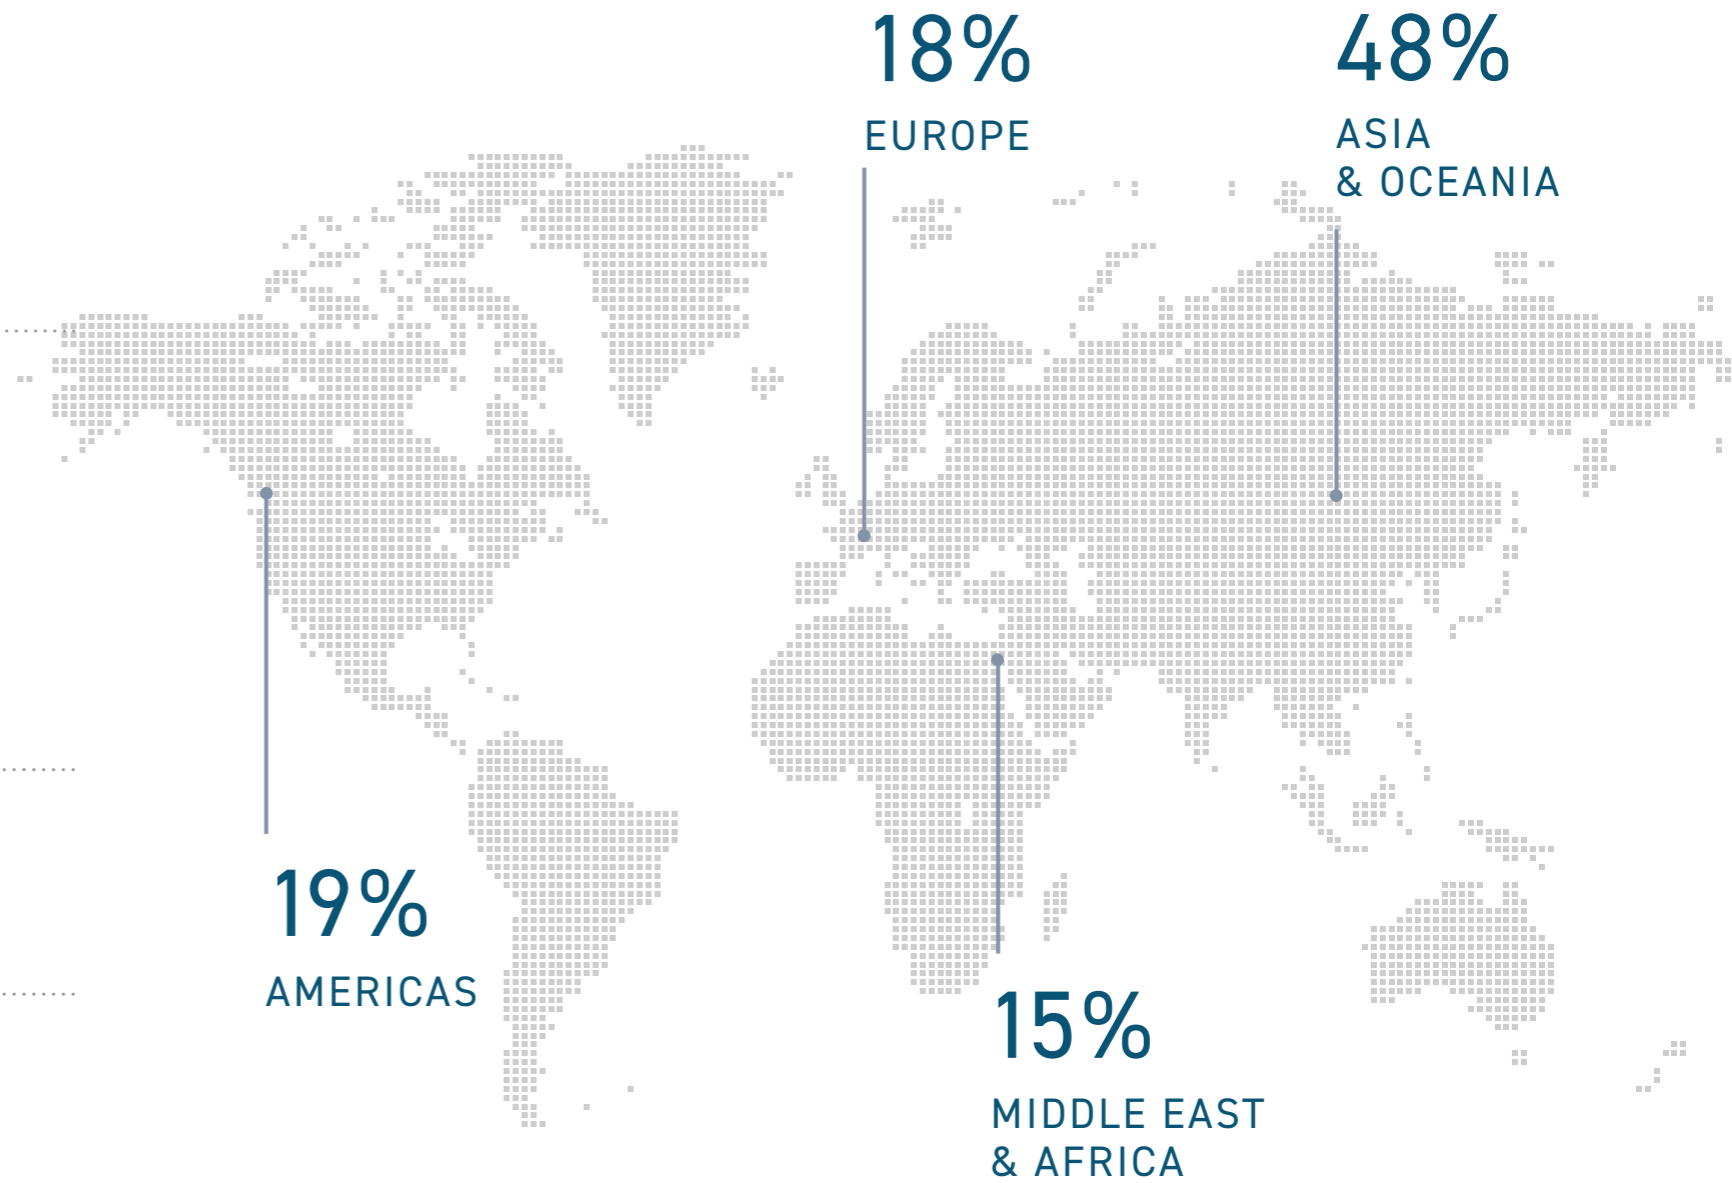 18%
EUROPE
48%
ASIA
& OCEANIA
19%
AMERICAS
15%
MIDDLE EAST
& AFRICA